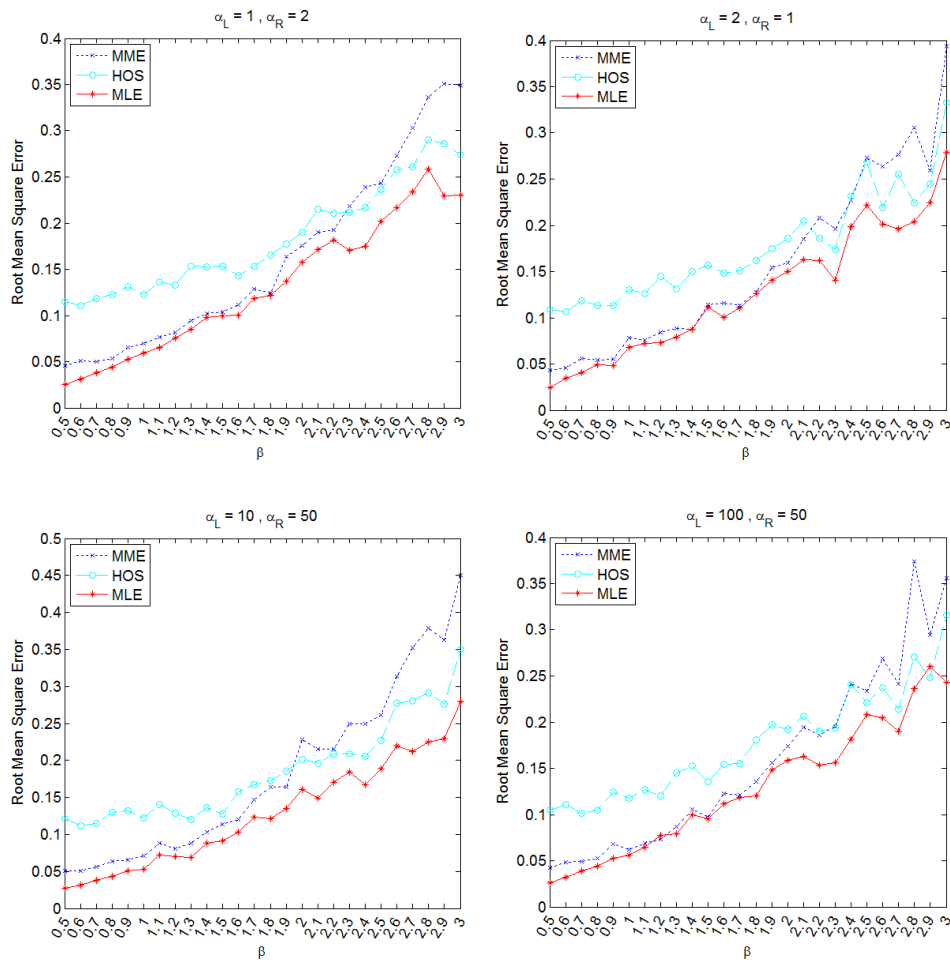 α_L = 1 , α_R = 2
0.4
0.35
0.3
0.25
0.2
0.15
0.1
0.05
0
Root Mean Square Error
MME
HOS
MLE
0.5 0.6 0.7 0.8 0.9 1 1.1 1.2 1.3 1.4 1.5 1.6 1.7 1.8 1.9 2 2.1 2.2 2.3 2.4 2.5 2.6 2.7 2.8 2.9 3
β
α_L = 2 , α_R = 1
0.4
0.35
0.3
0.25
0.2
0.15
0.1
0.05
0
Root Mean Square Error
MME
HOS
MLE
0.5 0.6 0.7 0.8 0.9 1 1.1 1.2 1.3 1.4 1.5 1.6 1.7 1.8 1.9 2 2.1 2.2 2.3 2.4 2.5 2.6 2.7 2.8 2.9 3
β
α_L = 10 , α_R = 50
0.5
0.45
0.4
0.35
0.3
0.25
0.2
0.15
0.1
0.05
0
Root Mean Square Error
MME
HOS
MLE
0.5 0.6 0.7 0.8 0.9 1 1.1 1.2 1.3 1.4 1.5 1.6 1.7 1.8 1.9 2 2.1 2.2 2.3 2.4 2.5 2.6 2.7 2.8 2.9 3
β
α_L = 100 , α_R = 50
0.4
0.35
0.3
0.25
0.2
0.15
0.1
0.05
0
Root Mean Square Error
MME
HOS
MLE
0.5 0.6 0.7 0.8 0.9 1 1.1 1.2 1.3 1.4 1.5 1.6 1.7 1.8 1.9 2 2.1 2.2 2.3 2.4 2.5 2.6 2.7 2.8 2.9 3
β